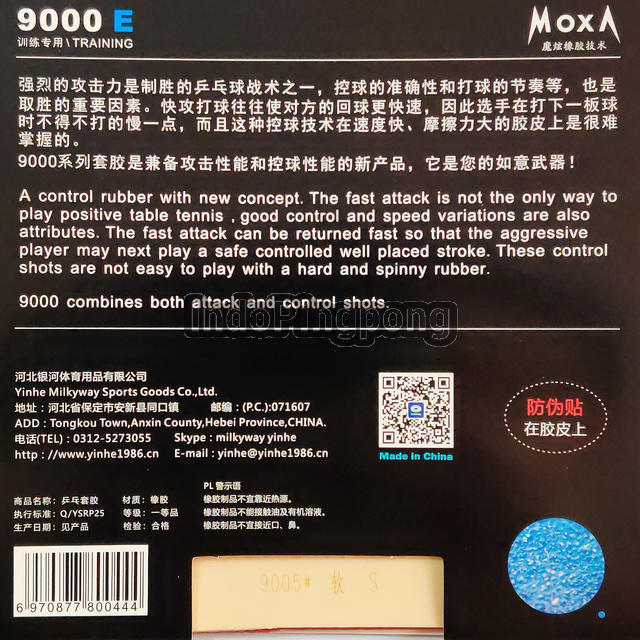 9000 E
训练专用\TRAINING
MOXA
魔炫橡胶技术
强烈的攻击力是制胜的乒乓球战术之一，控球的准确性和打球的节奏等，也是
取胜的重要因素。快攻打球往往使对方的回球更快速，因此选手在打下一板球
时不得不打的慢一点，而且这种控球技术在速度快、摩擦力大的胶皮上是很难
掌握的。
9000系列套胶是兼备攻击性能和控球性能的新产品，它是您的如意武器！
A control rubber with new concept. The fast attack is not the only way to
play positive table tennis , good control and speed variations are also
attributes. The fast attack can be returned fast so that the aggressive
player may next play a safe controlled well placed stroke. These control
shots are not easy to play with a hard and spinny rubber.
9000 combines both attack and control shots.
IndoPingpong
河北银河体育用品有限公司
Yinhe Milkyway Sports Goods Co.,Ltd.
地址：河北省保定市安新县同口镇 邮编：(P.C.)071607
ADD : Tongkou Town,Anxin County,Hebei Province,CHINA.
电话(TEL) : 0312-5273055 Skype : milkyway yinhe
Http : //www.yinhe1986.cn E-mail : yinhe@yinhe1986.cn
Made in China
防伪贴
在胶皮上
商品名称：乒乓套胶 材质：橡胶
执行标准：Q/YSRP25 等级：一等品
生产日期：见产品 检验：合格
PL 警示语
橡胶制品不宜靠近热源。
橡胶制品不能接触油及有机溶液。
橡胶制品不宜接近口、鼻。
6 970877 800444
9005# 软 S